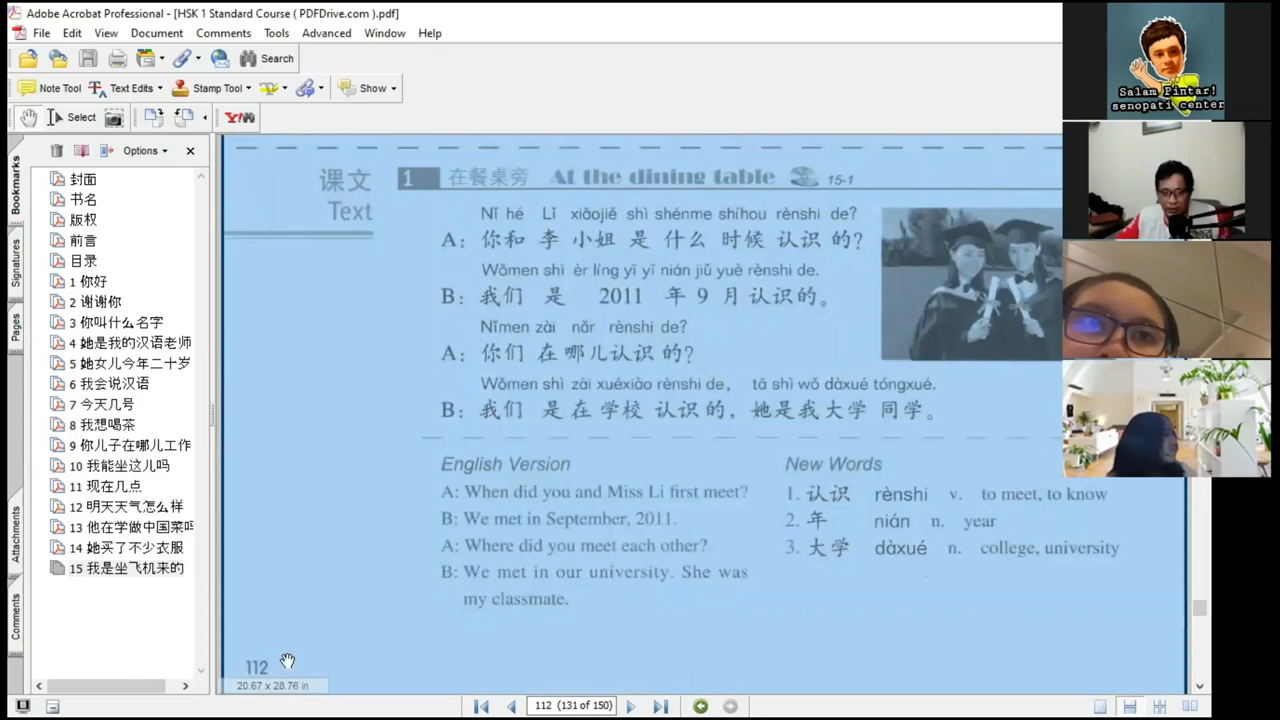 Adobe Acrobat Professional - [HSK 1 Standard Course ( PDFDrive.com ).pdf]
File Edit View Document Comments Tools Advanced Window Help
Search
Note Tool Text Edits Stamp Tool Show
Select Y!
Bookmarks
Signatures
Pages
Attachments
Comments
Options
封面
书名
版权
前言
目录
1 你好
2 谢谢你
3 你叫什么名字
4 她是我的汉语老师
5 她女儿今年二十岁
6 我会说汉语
7 今天几号
8 我想喝茶
9 你儿子在哪儿工作
10 我能坐这儿吗
11 现在几点
12 明天天气怎么样
13 他在学做中国菜吗
14 她买了不少衣服
15 我是坐飞机来的
课文
Text
1 在餐桌旁 At the dining table 15-1
Nǐ hé Lǐ xiǎojiě shì shénme shíhou rènshi de?
A: 你和 李 小姐 是 什么 时候 认识 的?
Wǒmen shì èr líng yī yī nián jiǔ yuè rènshi de.
B: 我们 是 2011 年 9 月 认识的。
Nǐmen zài nǎr rènshi de?
A: 你们 在 哪儿 认识 的?
Wǒmen shì zài xuéxiào rènshi de, tā shì wǒ dàxué tóngxué.
B: 我们 是 在 学校 认识 的, 她是 我 大学 同学。
English Version
A: When did you and Miss Li first meet?
B: We met in September, 2011.
A: Where did you meet each other?
B: We met in our university. She was
my classmate.
New Words
1. 认识 rènshi v. to meet, to know
2. 年 nián n. year
3. 大学 dàxué n. college, university
112
20.67 x 28.76 in
112 (131 of 150)
Salam Pintar!
senopati center